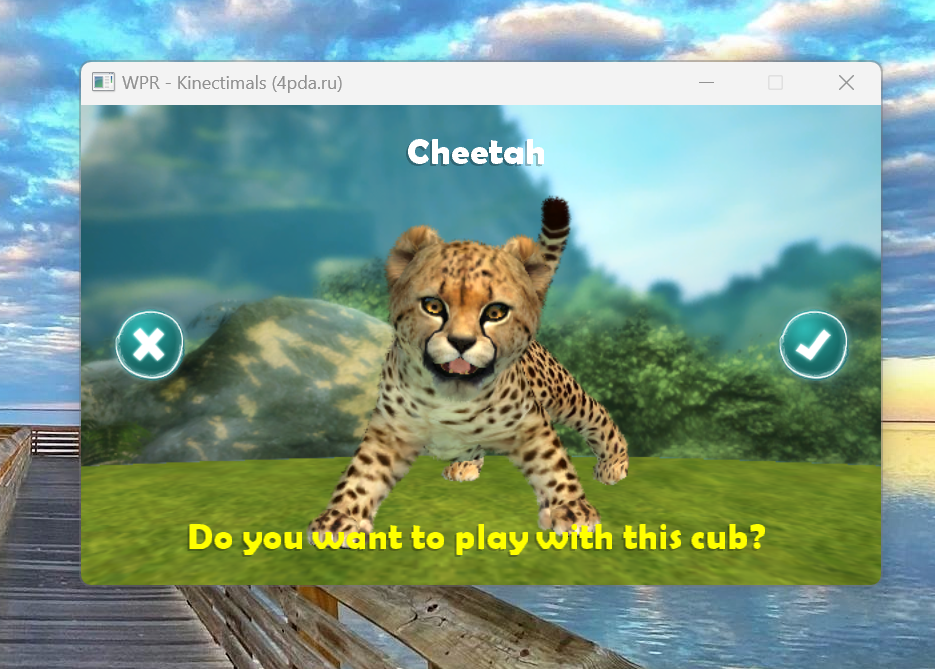 WPR - Kinectimals (4pda.ru)
Cheetah
Do you want to play with this cub?